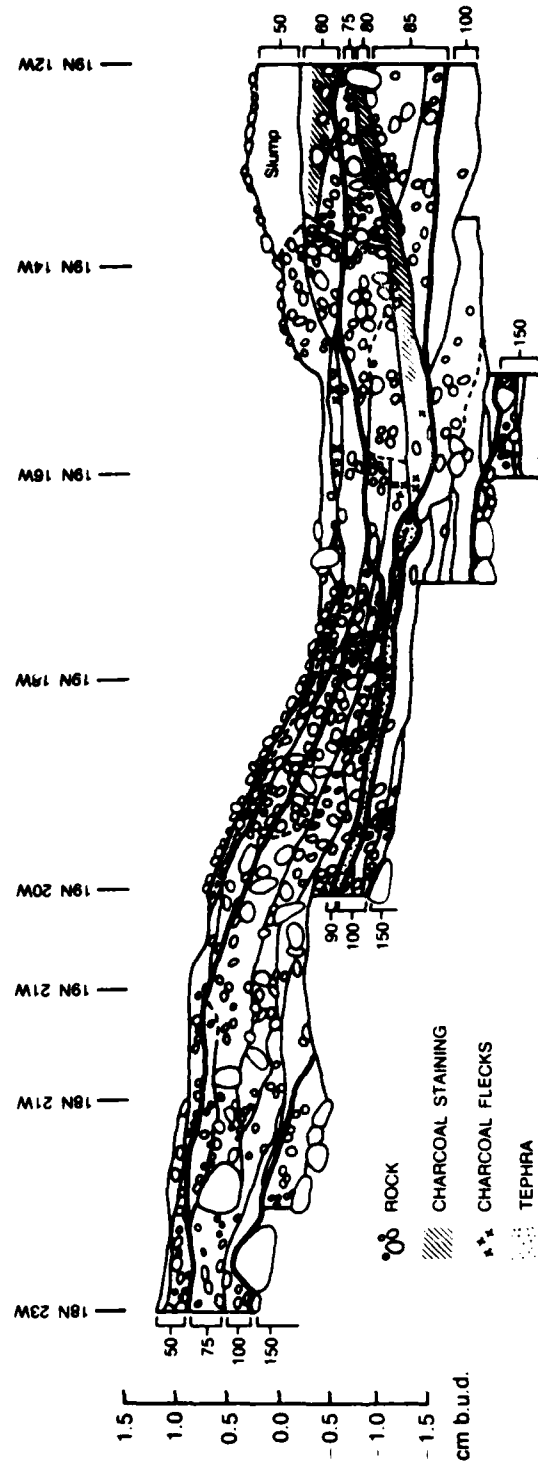 18N 23W
18N 21W
19N 21W
19N 20W
19N 18W
19N 16W
19N 14W
19N 12W
1.5
1.0
0.5
0.0
- 0.5
- 1.0
- 1.5
cm b.u.d.
50
75
100
150
90
100
150
Slump
50
60
75
80
85
100
150
ROCK
CHARCOAL STAINING
CHARCOAL FLECKS
TEPHRA